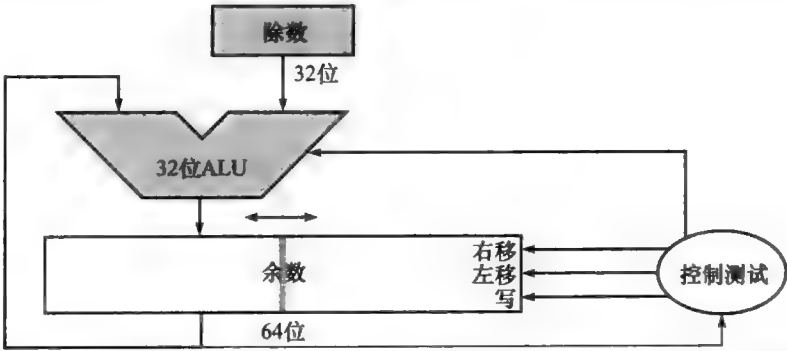 除数
32位
32位ALU
余数
右移
左移
写
控制测试
64位